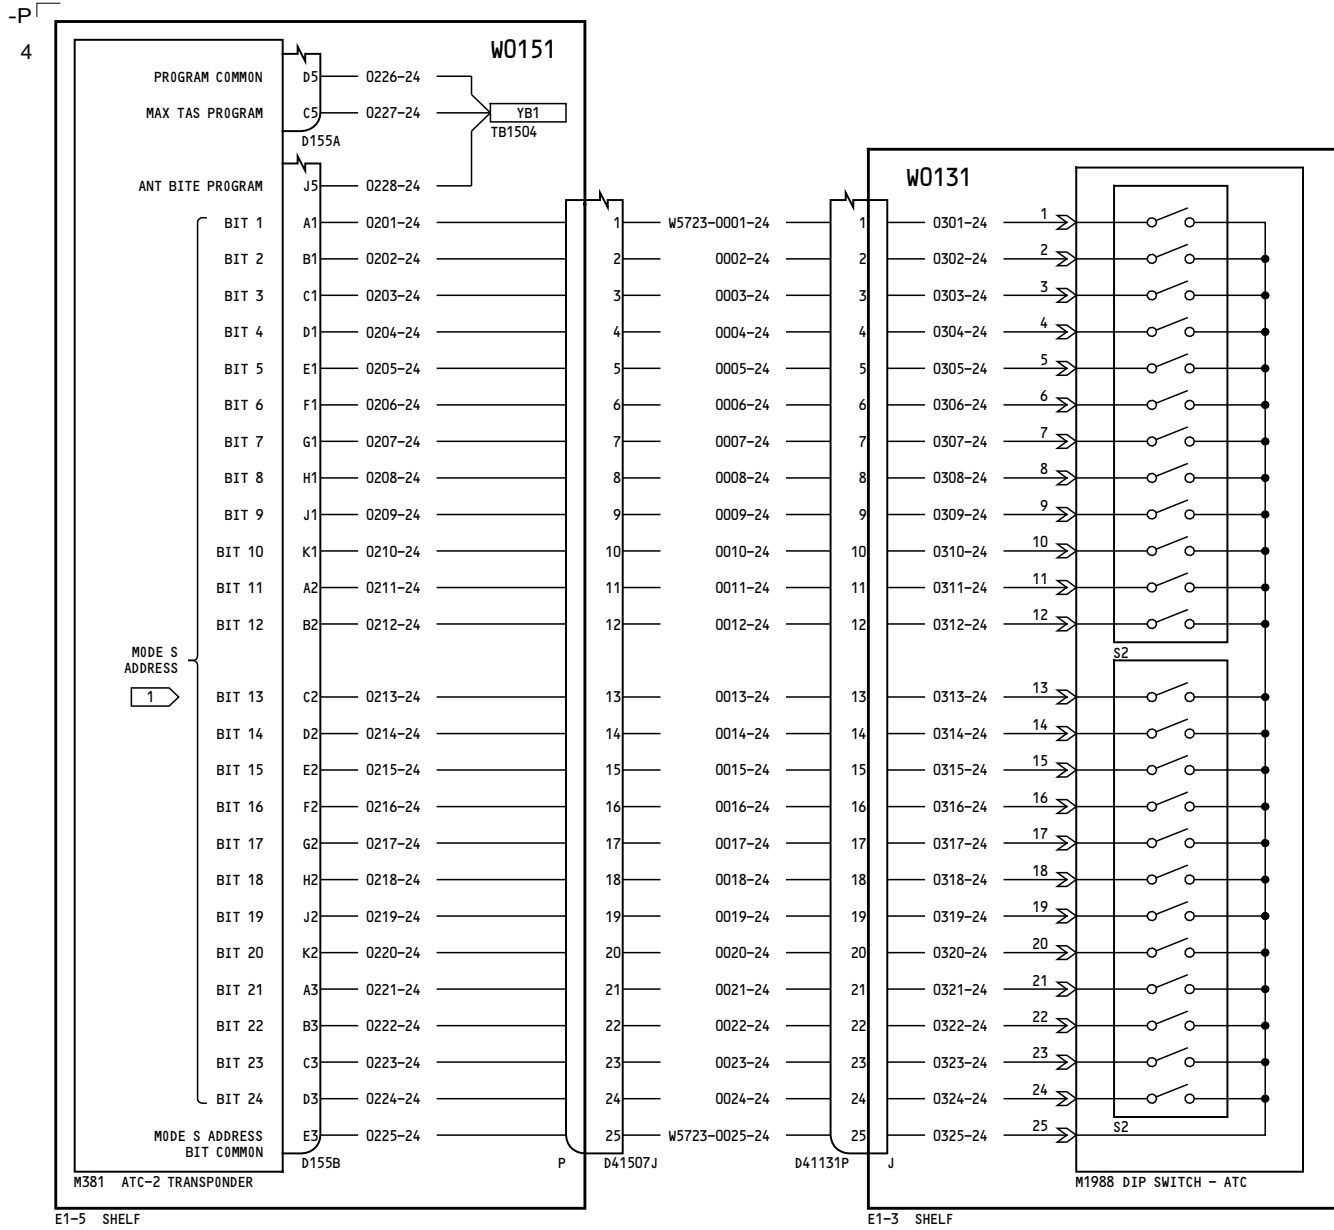 -P
4
W0151
PROGRAM COMMON D5 0226-24
MAX TAS PROGRAM C5 0227-24 YB1
TB1504
D155A
W0131
ANT BITE PROGRAM J5 0228-24
BIT 1 A1 0201-24 1 W5723-0001-24 1 0301-24 1
BIT 2 B1 0202-24 2 0002-24 2 0302-24 2
BIT 3 C1 0203-24 3 0003-24 3 0303-24 3
BIT 4 D1 0204-24 4 0004-24 4 0304-24 4
BIT 5 E1 0205-24 5 0005-24 5 0305-24 5
BIT 6 F1 0206-24 6 0006-24 6 0306-24 6
BIT 7 G1 0207-24 7 0007-24 7 0307-24 7
BIT 8 H1 0208-24 8 0008-24 8 0308-24 8
BIT 9 J1 0209-24 9 0009-24 9 0309-24 9
BIT 10 K1 0210-24 10 0010-24 10 0310-24 10
BIT 11 A2 0211-24 11 0011-24 11 0311-24 11
BIT 12 B2 0212-24 12 0012-24 12 0312-24 12
MODE S
ADDRESS
S2
1 BIT 13 C2 0213-24 13 0013-24 13 0313-24 13
BIT 14 D2 0214-24 14 0014-24 14 0314-24 14
BIT 15 E2 0215-24 15 0015-24 15 0315-24 15
BIT 16 F2 0216-24 16 0016-24 16 0316-24 16
BIT 17 G2 0217-24 17 0017-24 17 0317-24 17
BIT 18 H2 0218-24 18 0018-24 18 0318-24 18
BIT 19 J2 0219-24 19 0019-24 19 0319-24 19
BIT 20 K2 0220-24 20 0020-24 20 0320-24 20
BIT 21 A3 0221-24 21 0021-24 21 0321-24 21
BIT 22 B3 0222-24 22 0022-24 22 0322-24 22
BIT 23 C3 0223-24 23 0023-24 23 0323-24 23
BIT 24 D3 0224-24 24 0024-24 24 0324-24 24
S2
MODE S ADDRESS E3 0225-24 25 W5723-0025-24 25 0325-24 25
BIT COMMON
D155B P D41507J D41131P J
M381 ATC-2 TRANSPONDER M1988 DIP SWITCH - ATC
E1-5 SHELF E1-3 SHELF